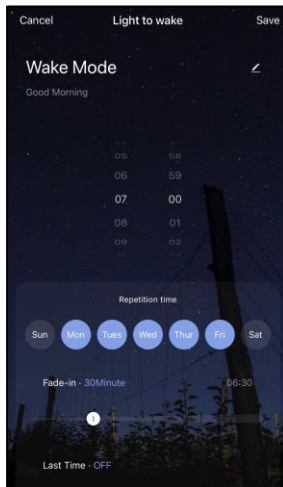 Cancel Light to wake Save
Wake Mode
Good Morning
05 58
06 59
07 00
08 01
09 02
Repetition time
Sun Mon Tues Wed Thur Fri Sat
Fade-in · 30Minute 06:30
Last Time · OFF